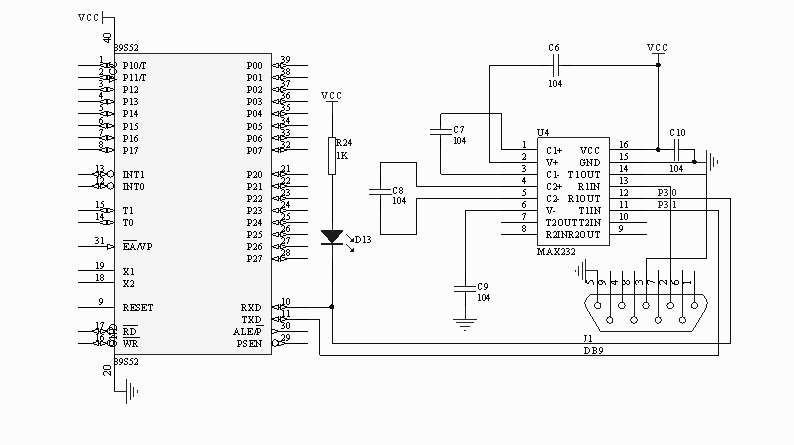 VCC
40
89S52
1 P10/T
2 P11/T
3 P12
4 P13
5 P14
6 P15
7 P16
8 P17
13 INT1
12 INT0
15 T1
14 T0
31 EA/VP
19 X1
18 X2
9 RESET
17 RD
16 WR
P00 39
P01 38
P02 37
P03 36
P04 35
P05 34
P06 33
P07 32
P20 21
P21 22
P22 23
P23 24
P24 25
P25 26
P26 27
P27 28
RXD 10
TXD 11
ALE/P 30
PSEN 29
VCC
GND
89S52
20
VCC
R24
1K
D13
C6
104
VCC
C7
104
C8
104
C9
104
C10
104
U4
1 C1+ VCC 16
2 V+ GND 15
3 C1- T1OUT 14
4 C2+ R1IN 13
5 C2- R1OUT 12
6 V- T1IN 11
7 T2OUT T2IN 10
8 R2IN R2OUT 9
MAX232
P3 0
P3 1
5 9 4 8 3 7 2 6 1
J1
DB9